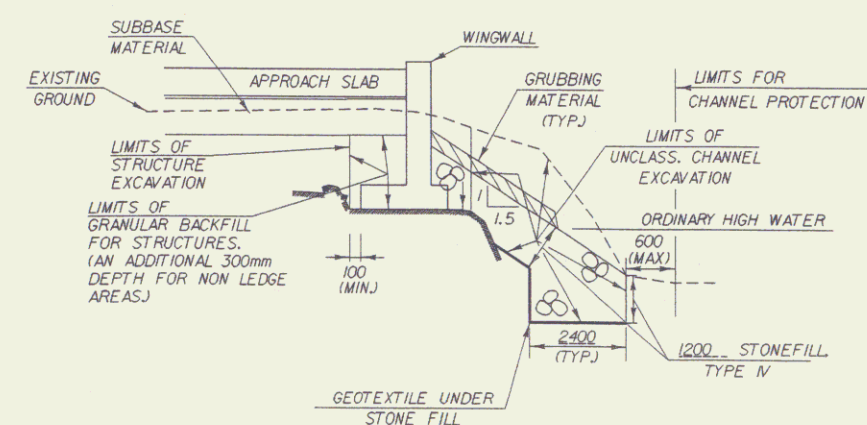 SUBBASE
MATERIAL
WINGWALL
EXISTING
GROUND
APPROACH SLAB
GRUBBING
MATERIAL
(TYP.)
LIMITS FOR
CHANNEL PROTECTION
LIMITS OF
STRUCTURE
EXCAVATION
LIMITS OF
UNCLASS. CHANNEL
EXCAVATION
LIMITS OF
GRANULAR BACKFILL
FOR STRUCTURES.
(AN ADDITIONAL 300mm
DEPTH FOR NON LEDGE
AREAS.)
1
1.5
ORDINARY HIGH WATER
600
(MAX)
100
(MIN.)
2400
(TYP.)
1200 STONEFILL,
TYPE IV
GEOTEXTILE UNDER
STONE FILL